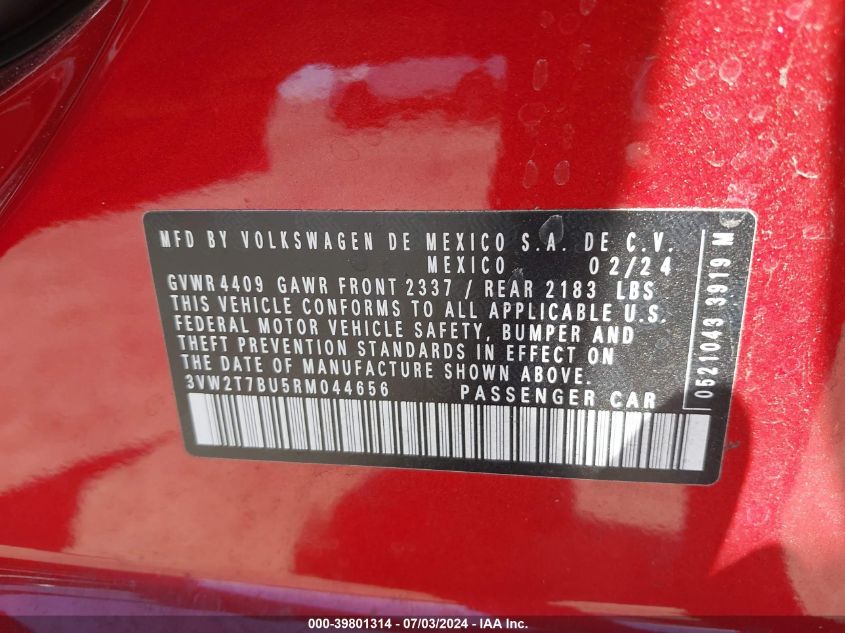 MFD BY VOLKSWAGEN DE MEXICO S.A. DE C.V.
MEXICO 02/24
GVWR 4409 GAWR FRONT 2337 / REAR 2183 LBS
THIS VEHICLE CONFORMS TO ALL APPLICABLE U.S.
FEDERAL MOTOR VEHICLE SAFETY, BUMPER AND
THEFT PREVENTION STANDARDS IN EFFECT ON
THE DATE OF MANUFACTURE SHOWN ABOVE.
3VW2T7BU5RM044656 PASSENGER CAR
0521043 3919 M
000-39801314 - 07/03/2024 - IAAI.com